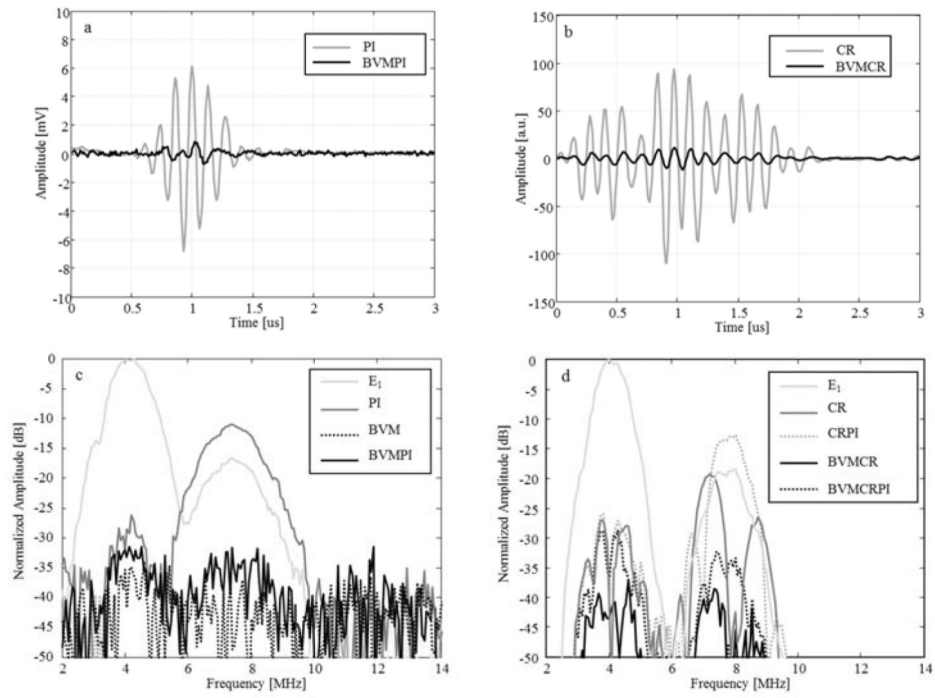 a
PI
BVMPI
Amplitude [mV]
10
8
6
4
2
0
-2
-4
-6
-8
-10
0
0.5
1
1.5
2
2.5
3
Time [us]
b
CR
BVMCR
Amplitude [a.u.]
150
100
50
0
-50
-100
-150
0
0.5
1
1.5
2
2.5
3
Time [us]
c
E₁
PI
BVM
BVMPI
Normalized Amplitude [dB]
0
-5
-10
-15
-20
-25
-30
-35
-40
-45
-50
2
4
6
8
10
12
14
Frequency [MHz]
d
E₁
CR
CRPI
BVMCR
BVMCRPI
Normalized Amplitude [dB]
0
-5
-10
-15
-20
-25
-30
-35
-40
-45
-50
2
4
6
8
10
12
14
Frequency [MHz]